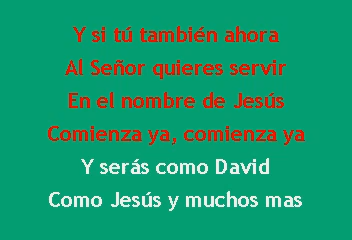 Y si tú también ahora
Al Señor quieres servir
En el nombre de Jesús
Comienza ya, comienza ya
Y serás como David
Como Jesús y muchos mas